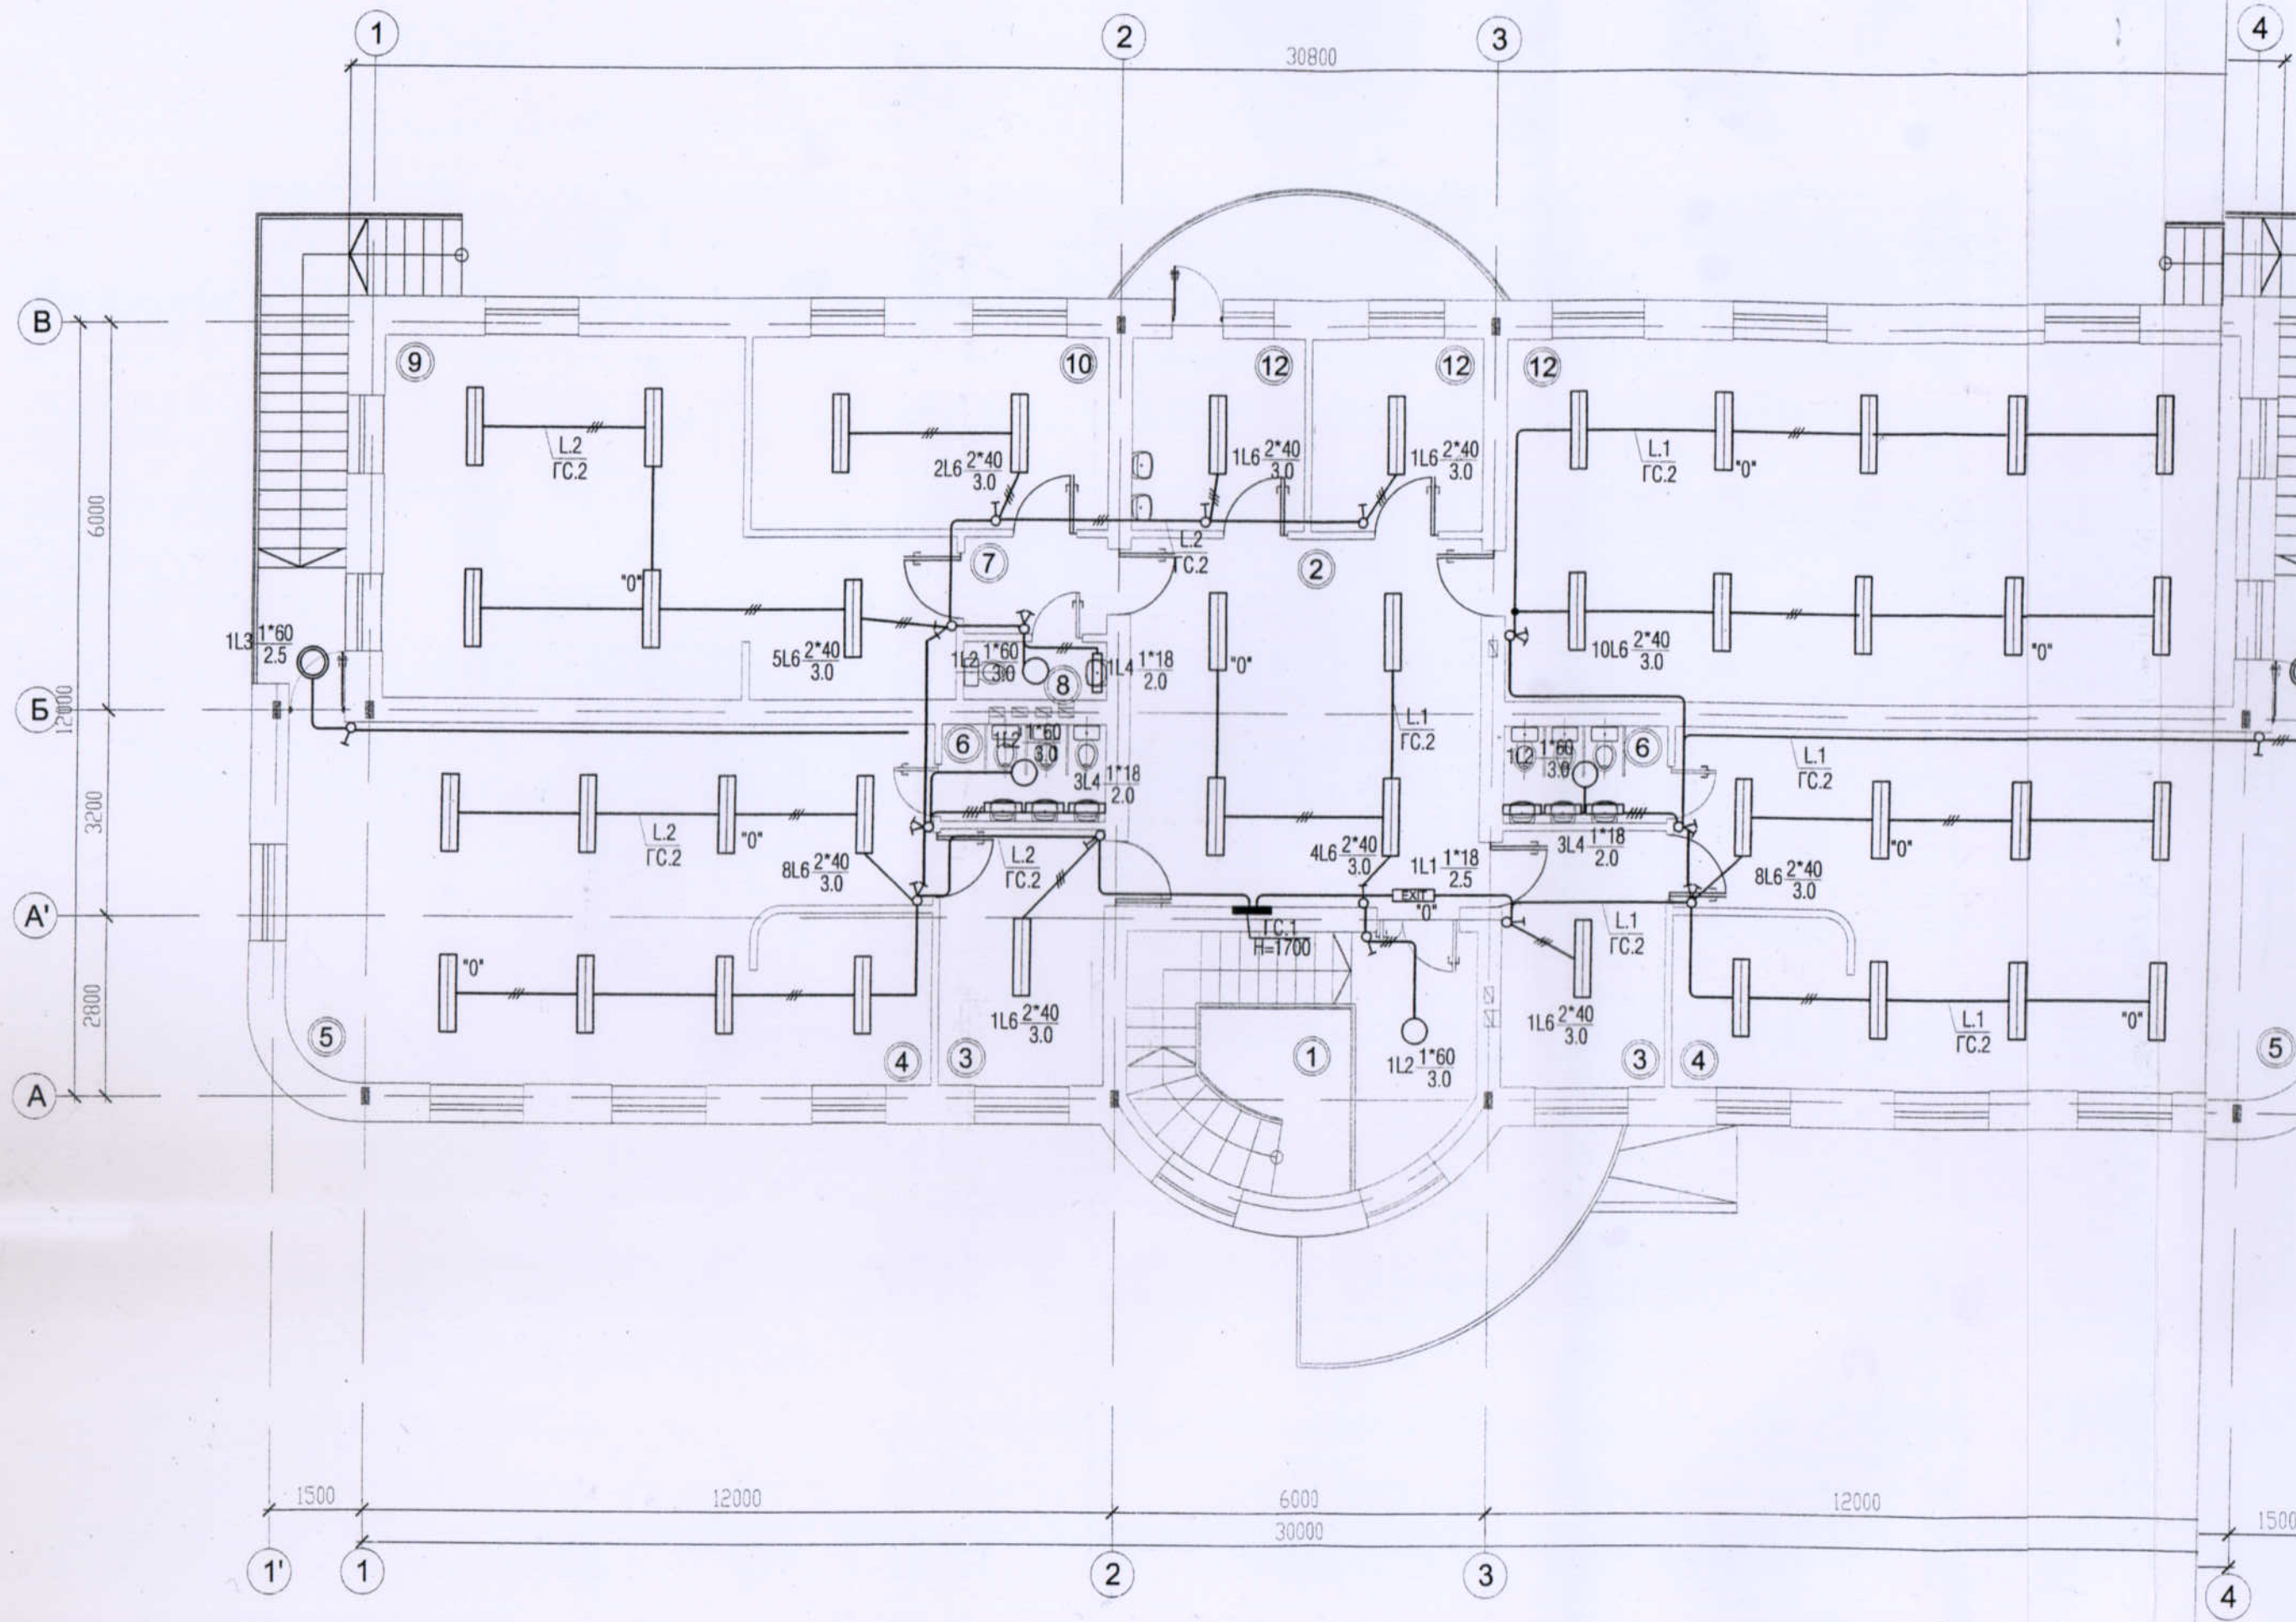 1
2
3
4
30800
В
9
10
12
12
12
L.2
ГС.2
2L6 2*40
3.0
1L6 2*40
3.0
1L6 2*40
3.0
L.1
ГС.2
"0"
6000
7
L.2
ГС.2
2
"0"
1L3 1*60
2.5
5L6 2*40
3.0
1L2 1*60
3.0
8
1L4 1*18
2.0
"0"
10L6 2*40
3.0
"0"
Б
12000
6
1L2 1*60
3.0
L.1
ГС.2
1L2 1*60
3.0
6
L.1
ГС.2
3L4 1*18
2.0
3200
L.2
ГС.2
"0"
8L6 2*40
3.0
L.2
ГС.2
4L6 2*40
3.0
1L1 1*18
2.5
3L4 1*18
2.0
8L6 2*40
3.0
"0"
EXIT
"0"
А'
ГС.1
H=1700
L.1
ГС.2
"0"
2800
1L6 2*40
3.0
1L6 2*40
3.0
L.1
ГС.2
"0"
5
4
3
1
1L2 1*60
3.0
3
4
5
А
1500
12000
6000
12000
1500
30000
1'
1
2
3
4